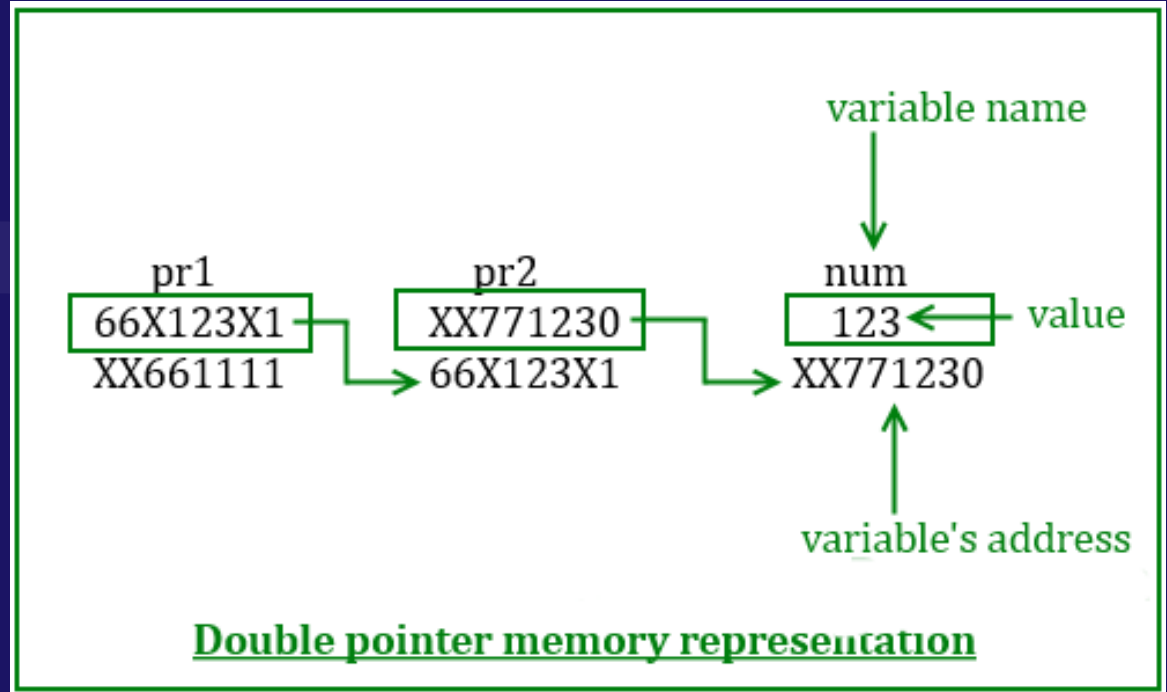 variable name
pr1 pr2 num
66X123X1 XX771230 123 value
XX661111 66X123X1 XX771230
variable's address
Double pointer memory representation